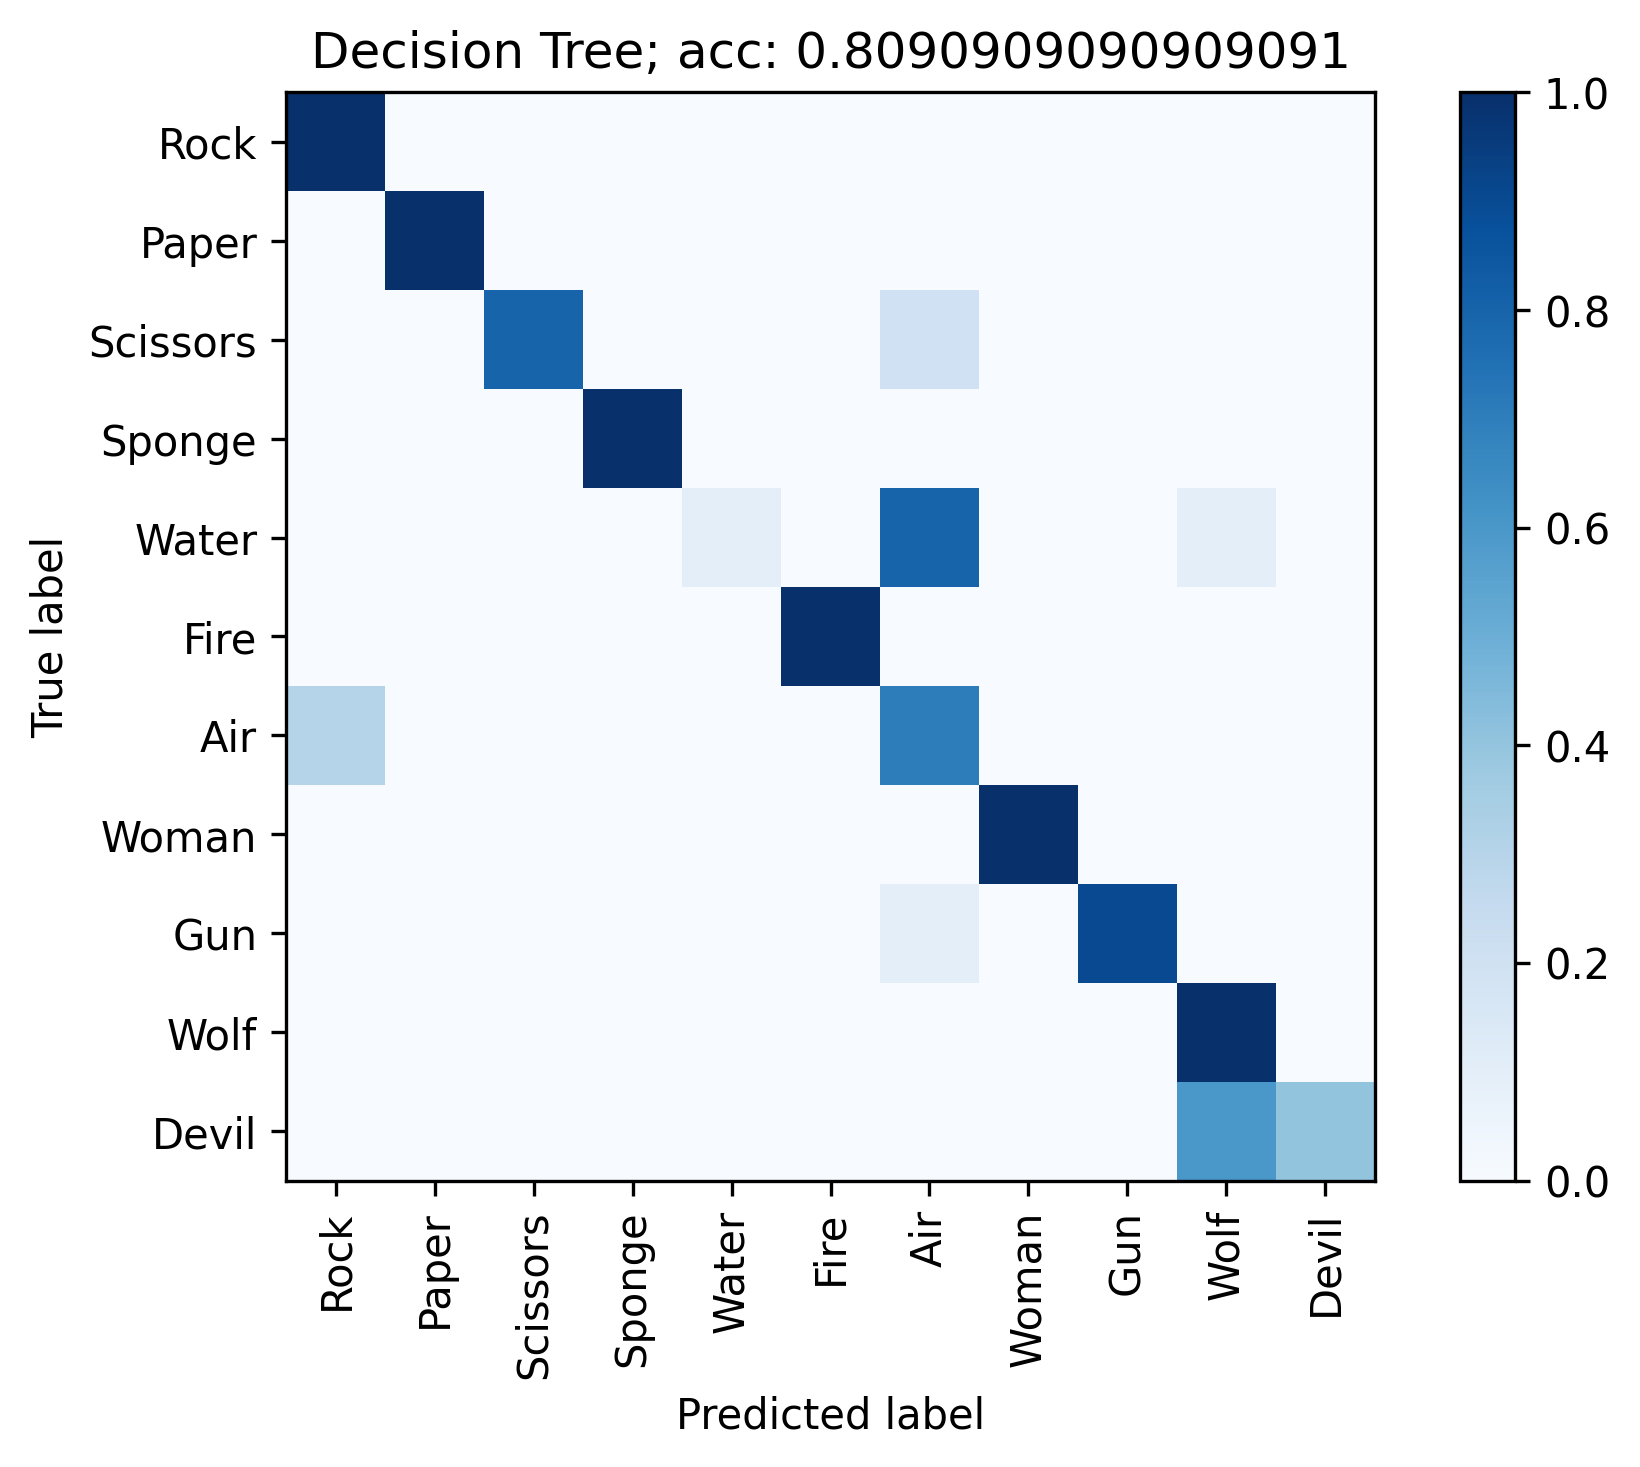 Decision Tree; acc: 0.8090909090909091
True label
Rock
Paper
Scissors
Sponge
Water
Fire
Air
Woman
Gun
Wolf
Devil
Rock
Paper
Scissors
Sponge
Water
Fire
Air
Woman
Gun
Wolf
Devil
Predicted label
1.0
0.8
0.6
0.4
0.2
0.0